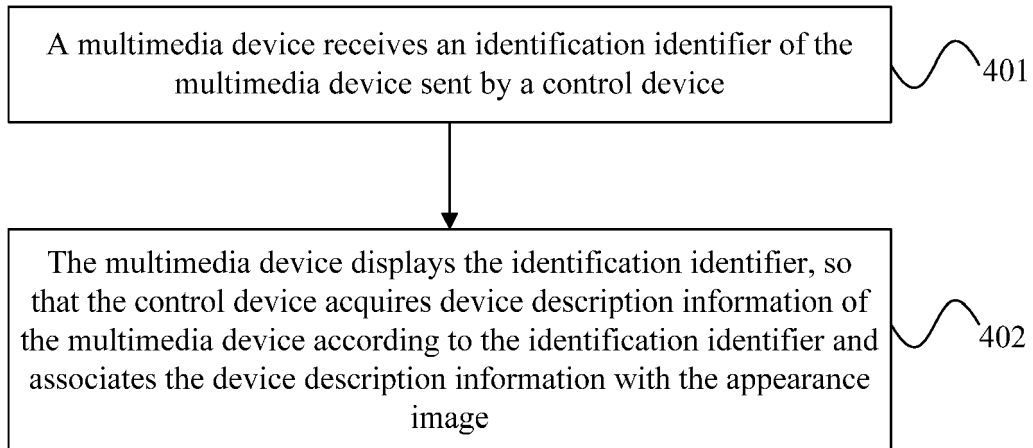 A multimedia device receives an identification identifier of the
multimedia device sent by a control device
401
The multimedia device displays the identification identifier, so
that the control device acquires device description information of
the multimedia device according to the identification identifier and
associates the device description information with the appearance
image
402